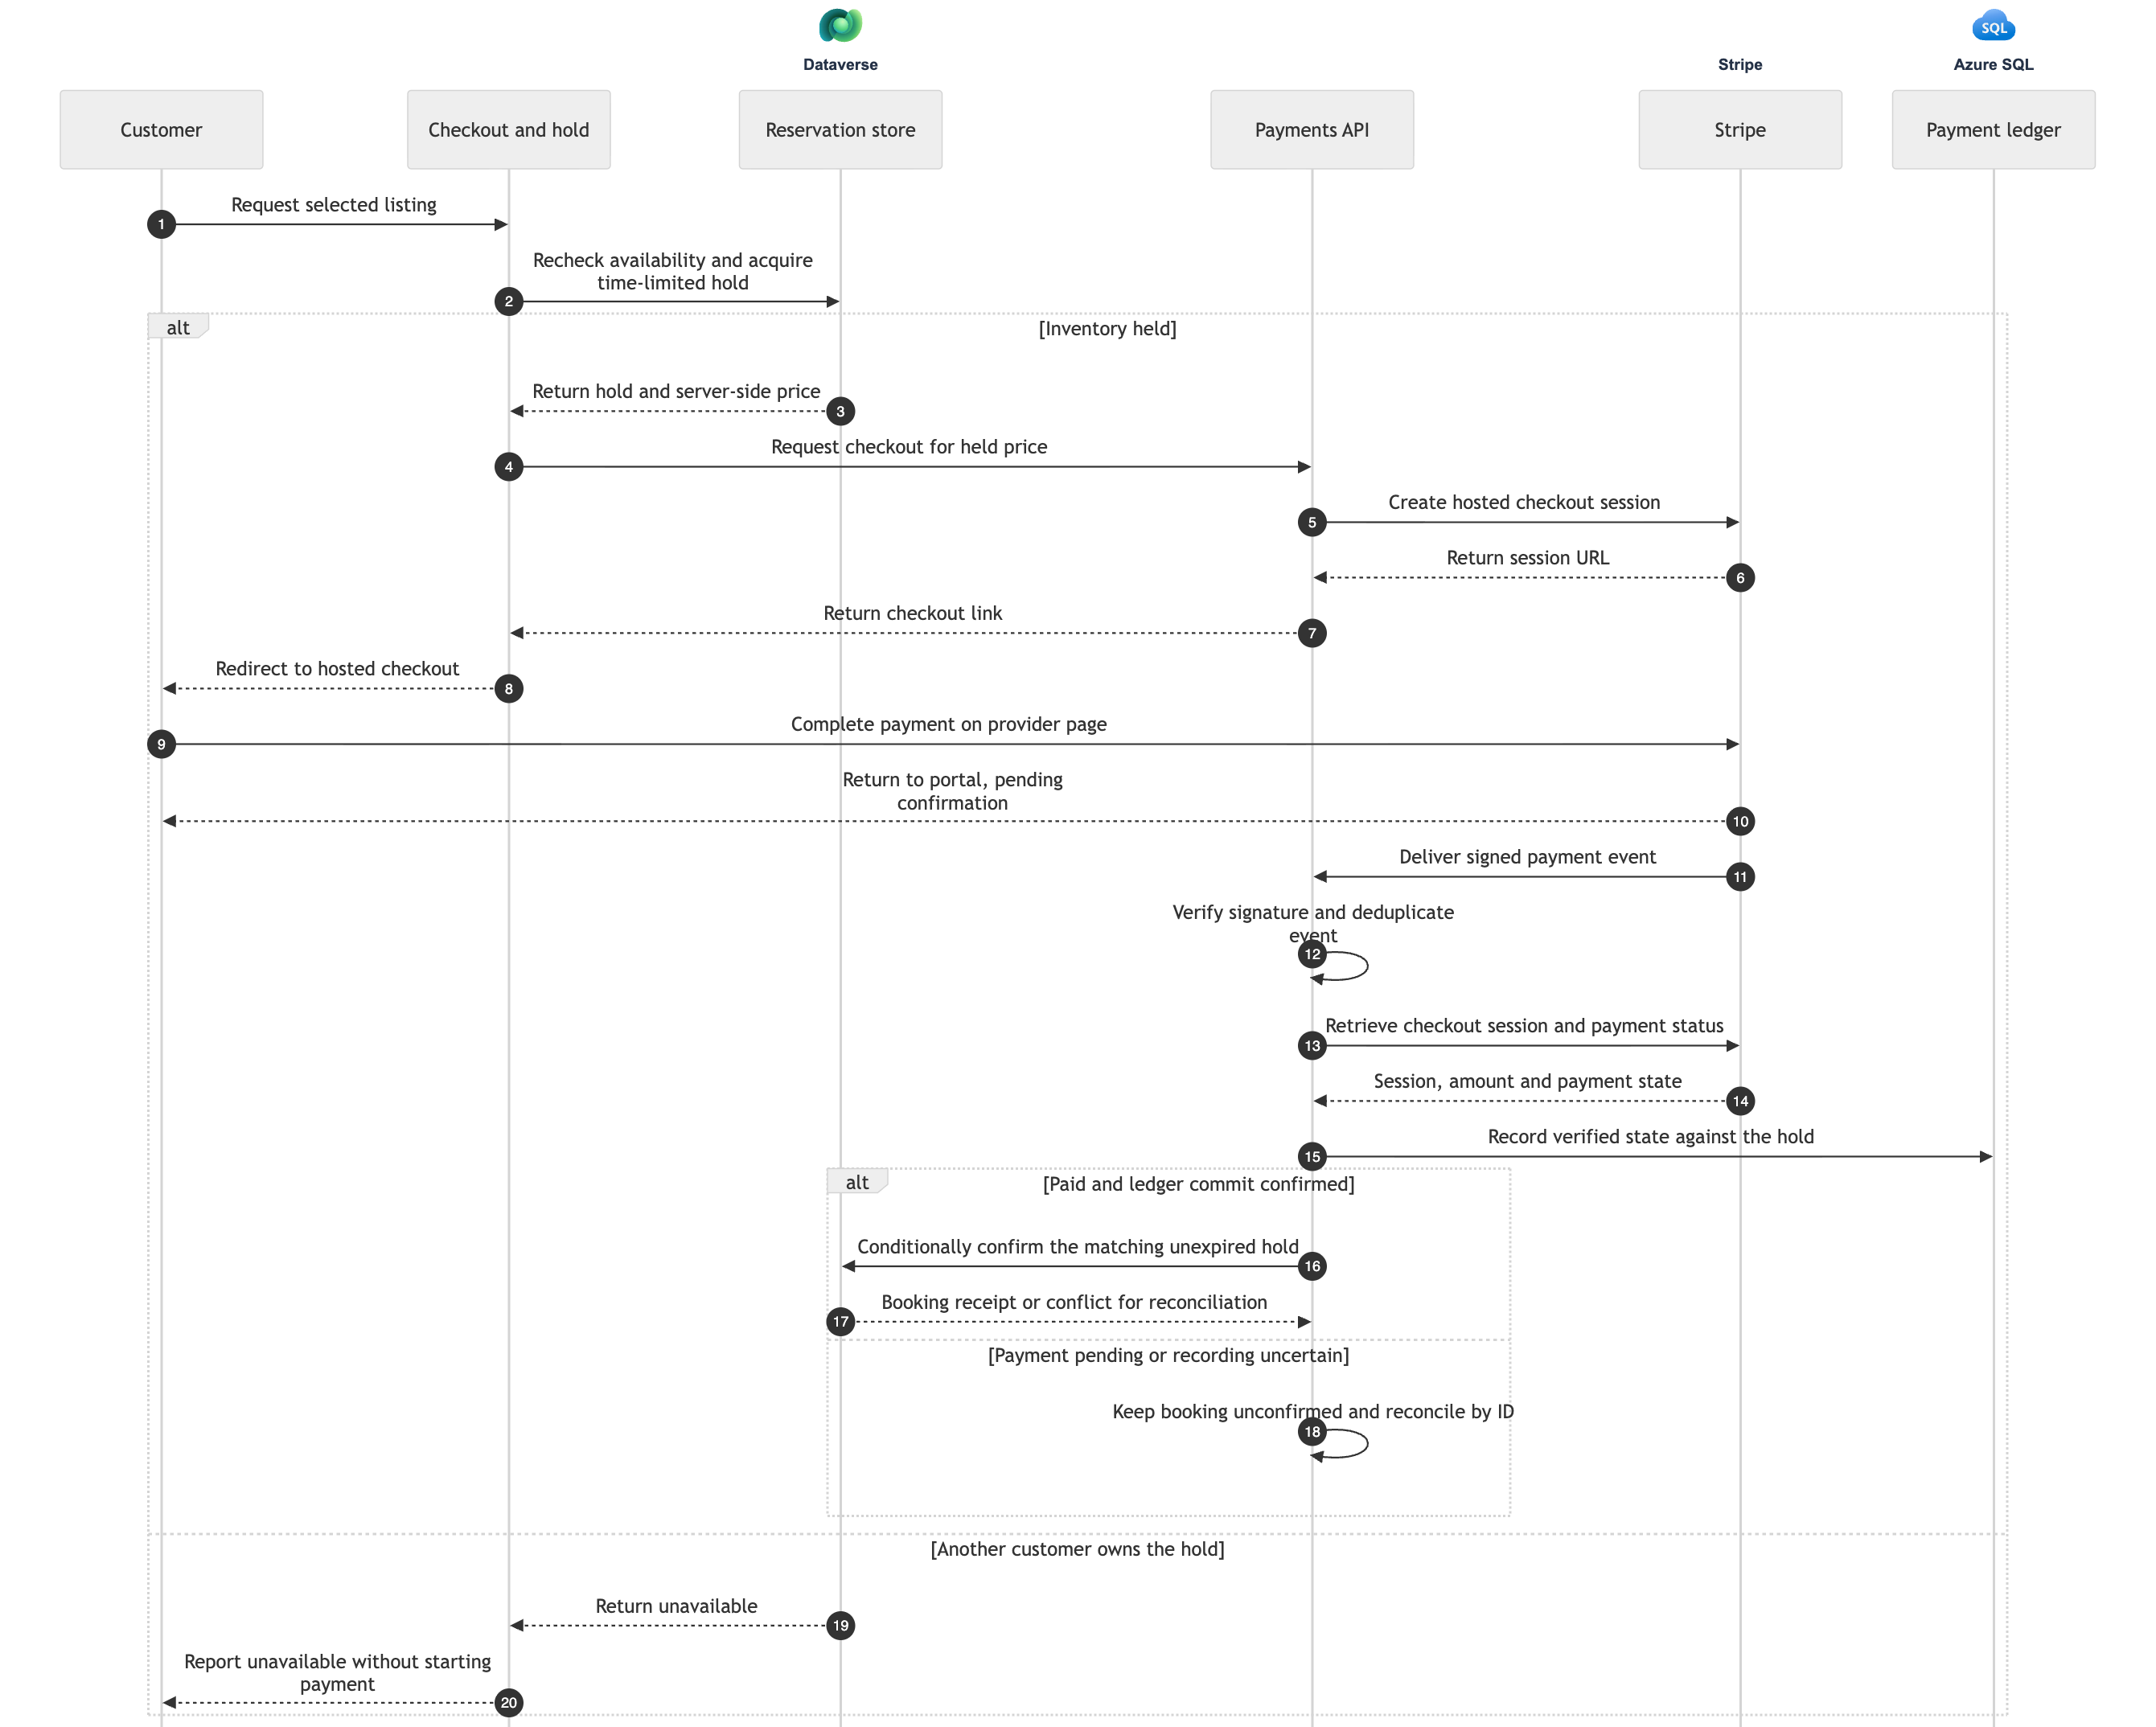 SQL
Dataverse
Stripe
Azure SQL
Customer
Checkout and hold
Reservation store
Payments API
Stripe
Payment ledger
Request selected listing
1
Recheck availability and acquire
time-limited hold
2
alt
[Inventory held]
Return hold and server-side price
3
Request checkout for held price
4
Create hosted checkout session
5
Return session URL
6
Return checkout link
7
Redirect to hosted checkout
8
Complete payment on provider page
9
Return to portal, pending
confirmation
10
Deliver signed payment event
11
Verify signature and deduplicate
event
12
Retrieve checkout session and payment status
13
Session, amount and payment state
14
Record verified state against the hold
15
alt
[Paid and ledger commit confirmed]
Conditionally confirm the matching unexpired hold
16
Booking receipt or conflict for reconciliation
17
[Payment pending or recording uncertain]
Keep booking unconfirmed and reconcile by ID
18
[Another customer owns the hold]
Return unavailable
19
Report unavailable without starting
payment
20